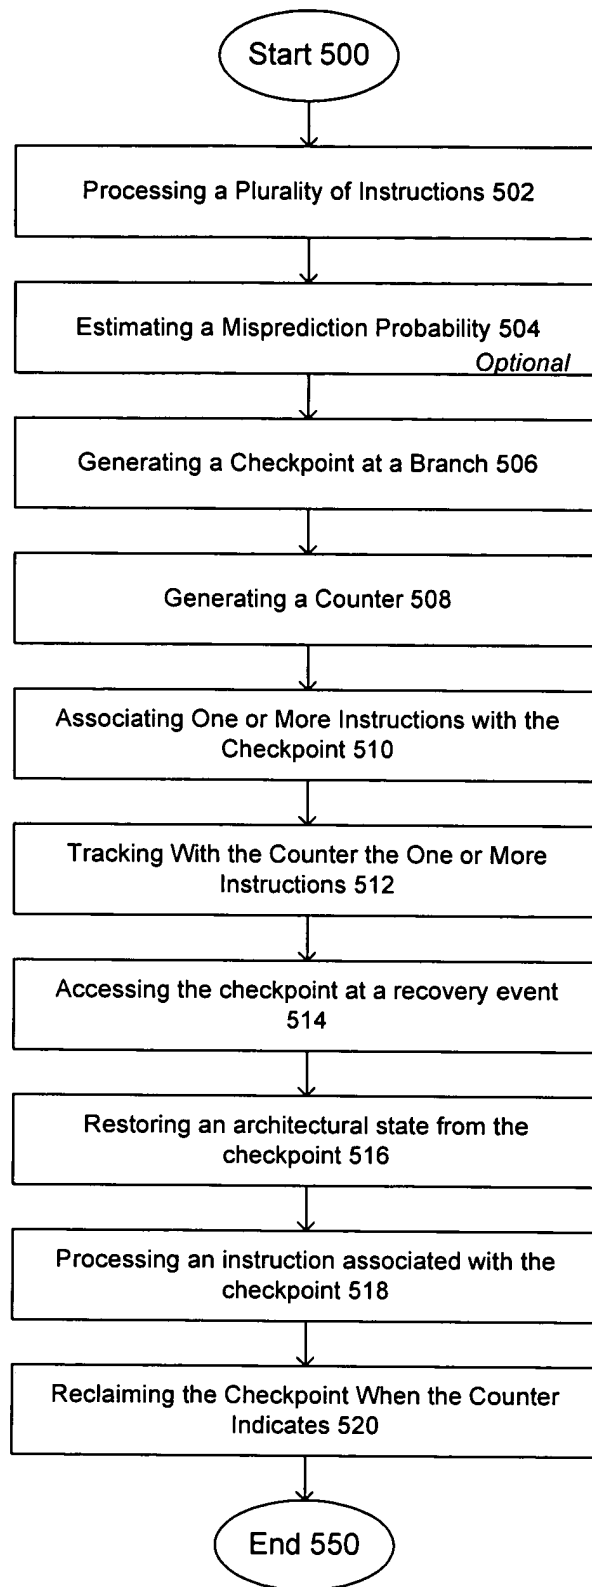 Start 500
Processing a Plurality of Instructions 502
Estimating a Misprediction Probability 504
Optional
Generating a Checkpoint at a Branch 506
Generating a Counter 508
Associating One or More Instructions with the
Checkpoint 510
Tracking With the Counter the One or More
Instructions 512
Accessing the checkpoint at a recovery event
514
Restoring an architectural state from the
checkpoint 516
Processing an instruction associated with the
checkpoint 518
Reclaiming the Checkpoint When the Counter
Indicates 520
End 550